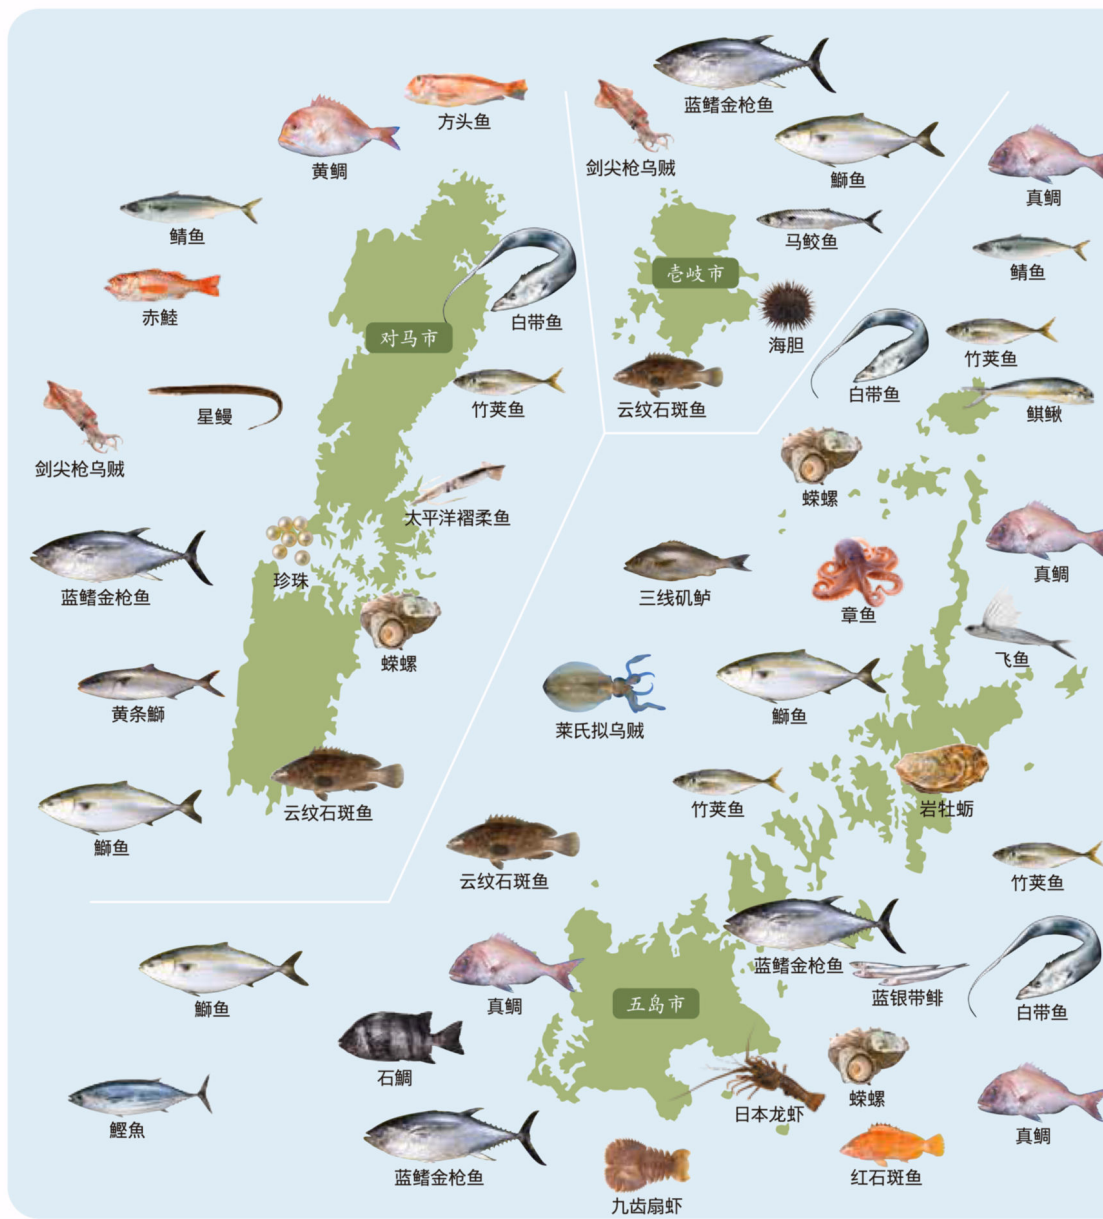 蓝鳍金枪鱼
方头鱼
黄鲷
剑尖枪乌贼
鰤鱼
真鲷
鲭鱼
马鲛鱼
鲭鱼
壹岐市
赤鯥
白带鱼
对马市
海胆
竹荚鱼
星鳗
竹荚鱼
云纹石斑鱼
白带鱼
鯕鳅
剑尖枪乌贼
蝾螺
太平洋褶柔鱼
珍珠
蓝鳍金枪鱼
三线矶鲈
章鱼
真鲷
蝾螺
飞鱼
黄条鰤
莱氏拟乌贼
鰤鱼
云纹石斑鱼
竹荚鱼
岩牡蛎
鰤鱼
云纹石斑鱼
竹荚鱼
鰤鱼
真鲷
五岛市
蓝鳍金枪鱼
蓝银带鲱
白带鱼
石鲷
日本龙虾
蝾螺
鰹魚
真鲷
蓝鳍金枪鱼
九齿扇虾
红石斑鱼